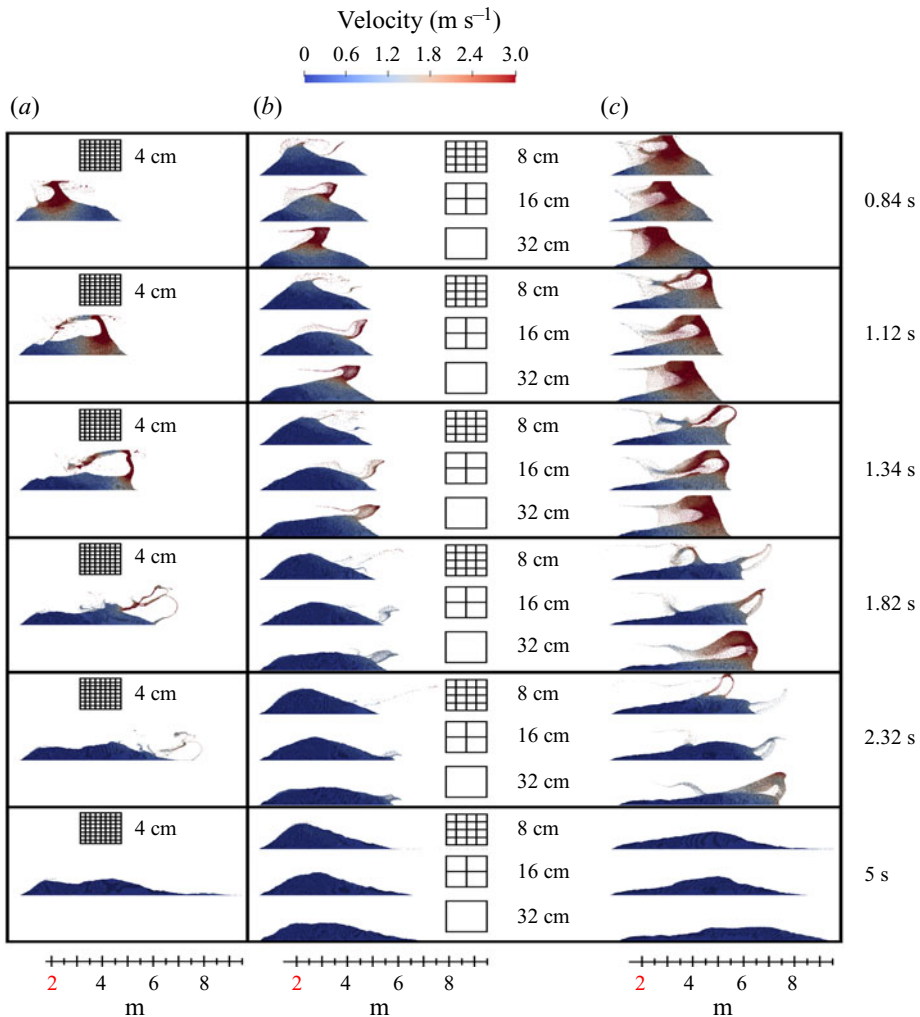 Velocity (m s⁻¹)
0 0.6 1.2 1.8 2.4 3.0
(a) (b) (c)
4 cm 8 cm
16 cm 0.84 s
32 cm
4 cm 8 cm
16 cm 1.12 s
32 cm
4 cm 8 cm
16 cm 1.34 s
32 cm
4 cm 8 cm
16 cm 1.82 s
32 cm
4 cm 8 cm
16 cm 2.32 s
32 cm
4 cm 8 cm
16 cm 5 s
32 cm
2 4 6 8 2 4 6 8 2 4 6 8
m m m